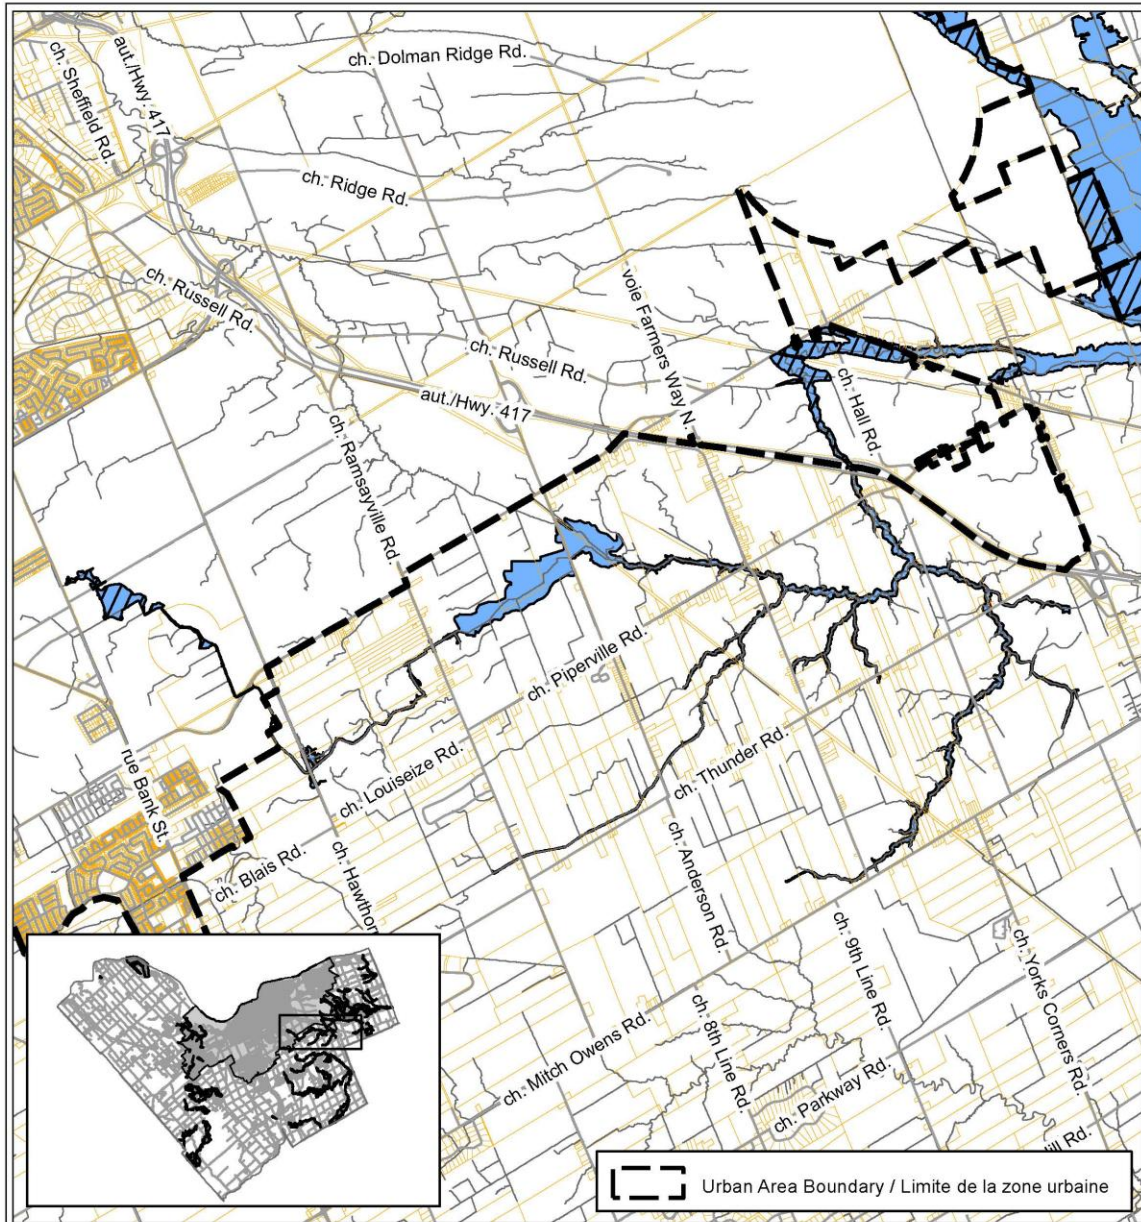 ch. Dolman Ridge Rd.
ch. Sheffield Rd.
aut./Hwy. 417
ch. Ridge Rd.
ch. Russell Rd.
voie Farmers Way N.
ch. Russell Rd.
aut./Hwy. 417
ch. Hall Rd.
ch. Ramsayville Rd.
ch. Piperville Rd.
ch. Thunder Rd.
rue Bank St.
ch. Louiseize Rd.
ch. Blais Rd.
ch. Hawthor
ch. Anderson Rd.
ch. 9th Line Rd.
ch. Yorks Corners Rd.
ch. 8th Line Rd.
ch. Mitch Owens Rd.
ch. Parkway Rd.
ill Rd.
Urban Area Boundary / Limite de la zone urbaine